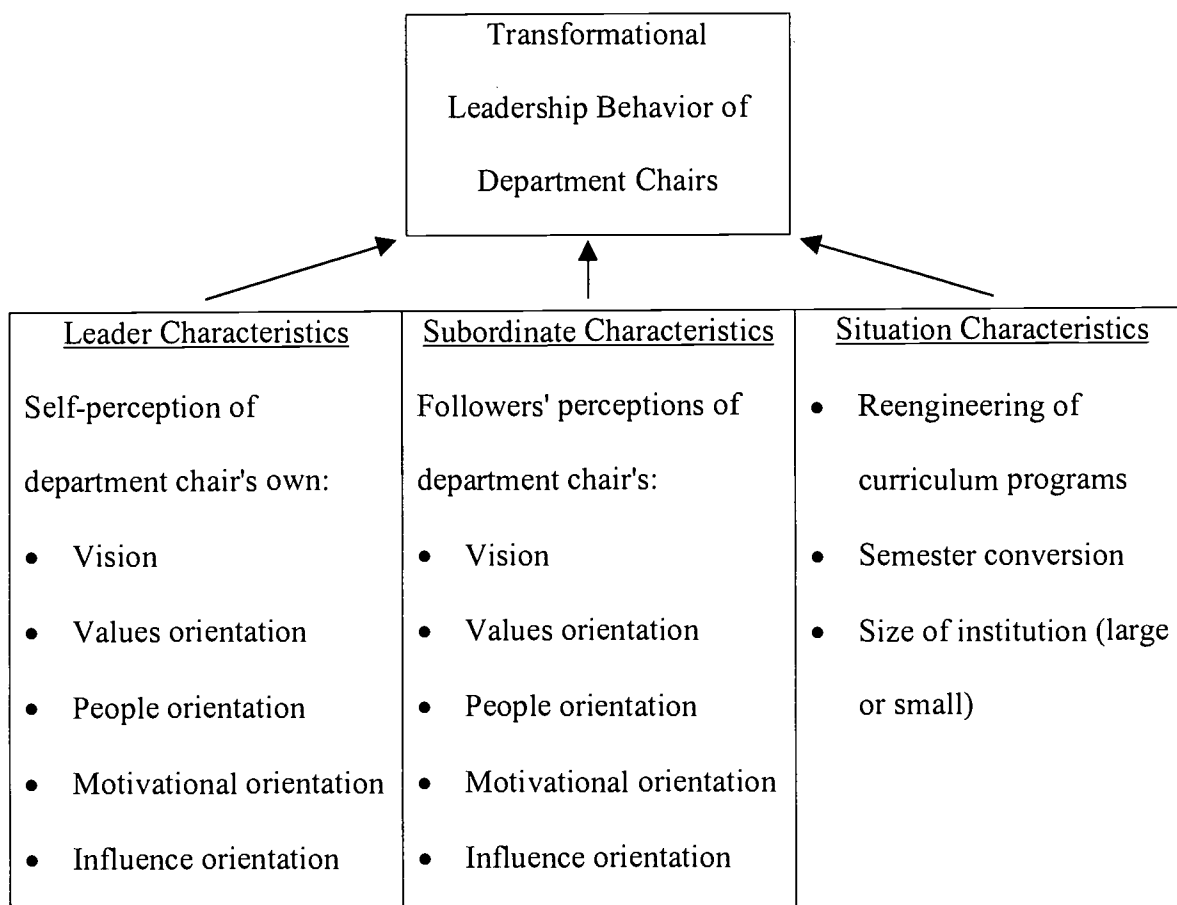 Transformational
Leadership Behavior of
Department Chairs
Leader Characteristics
Self-perception of
department chair's own:
• Vision
• Values orientation
• People orientation
• Motivational orientation
• Influence orientation
Subordinate Characteristics
Followers' perceptions of
department chair's:
• Vision
• Values orientation
• People orientation
• Motivational orientation
• Influence orientation
Situation Characteristics
• Reengineering of
curriculum programs
• Semester conversion
• Size of institution (large
or small)